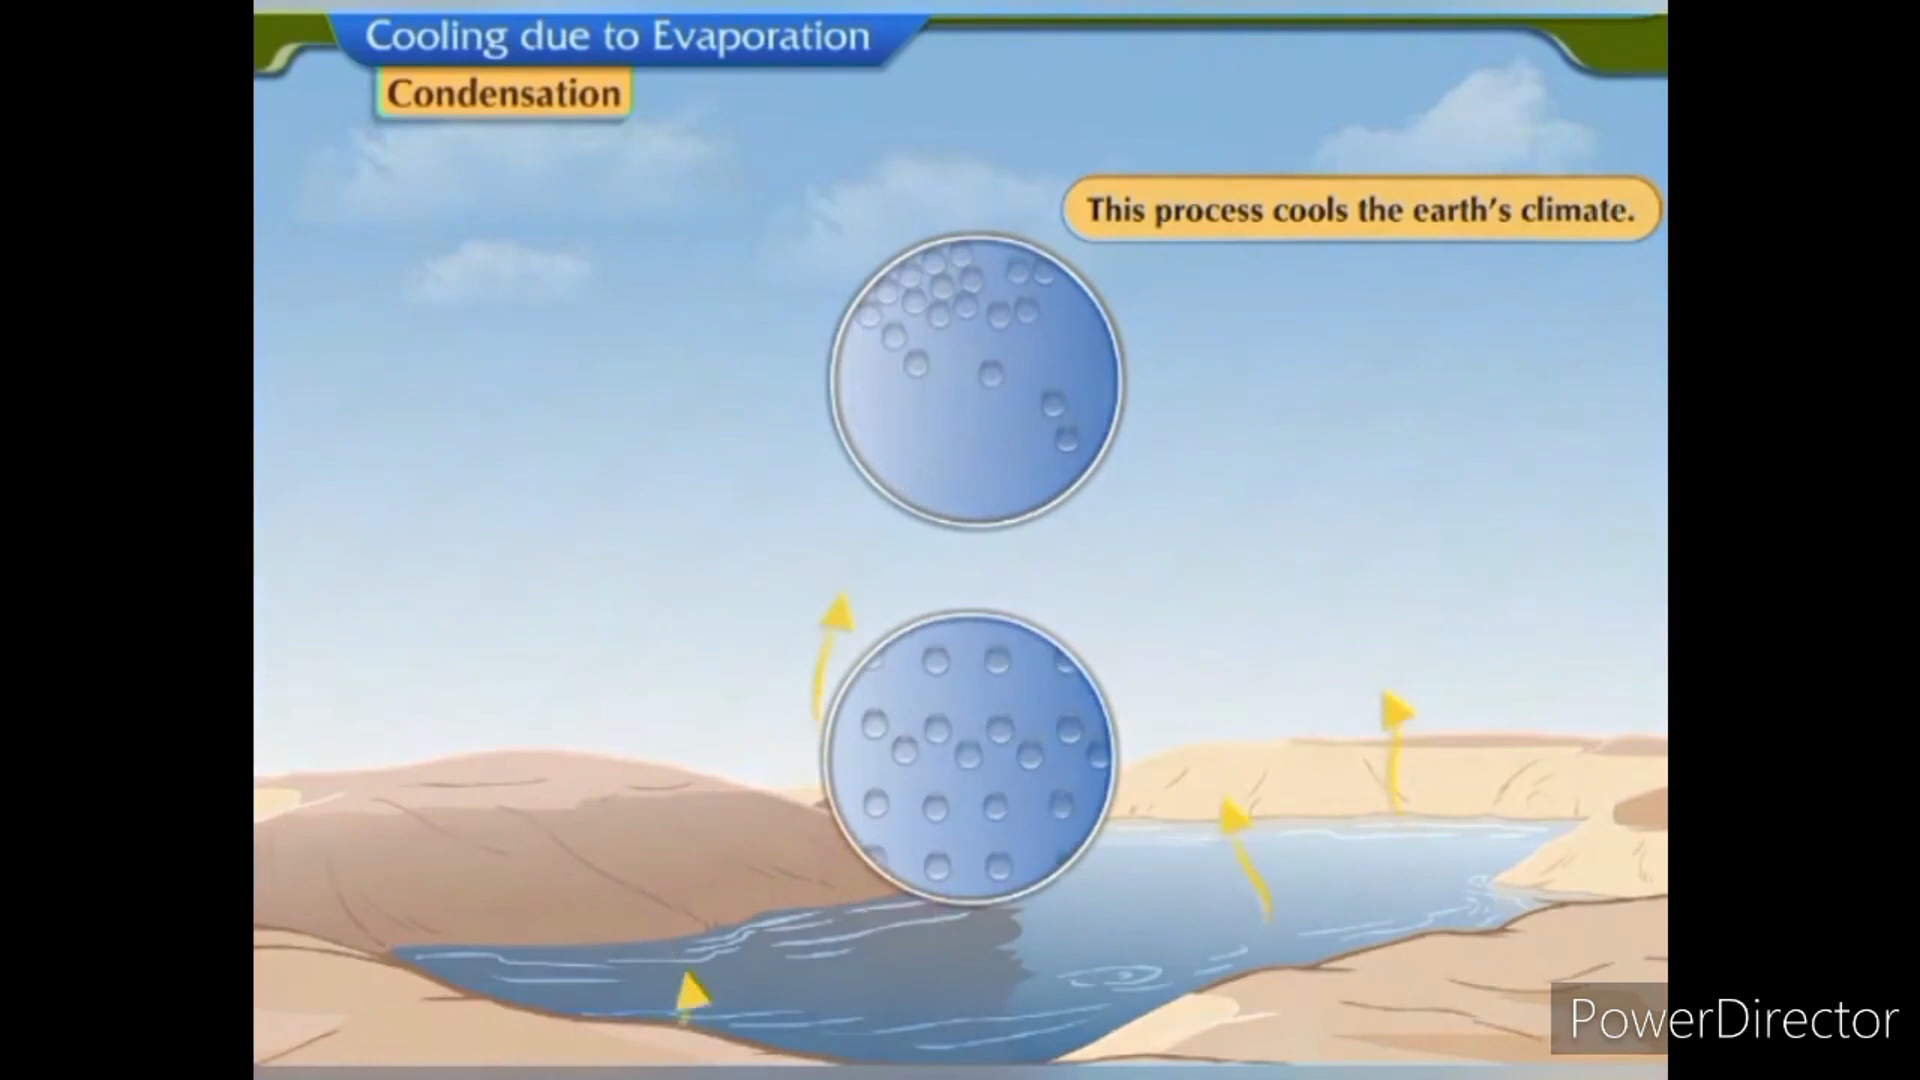 Cooling due to Evaporation
Condensation
This process cools the earth's climate.
PowerDirector